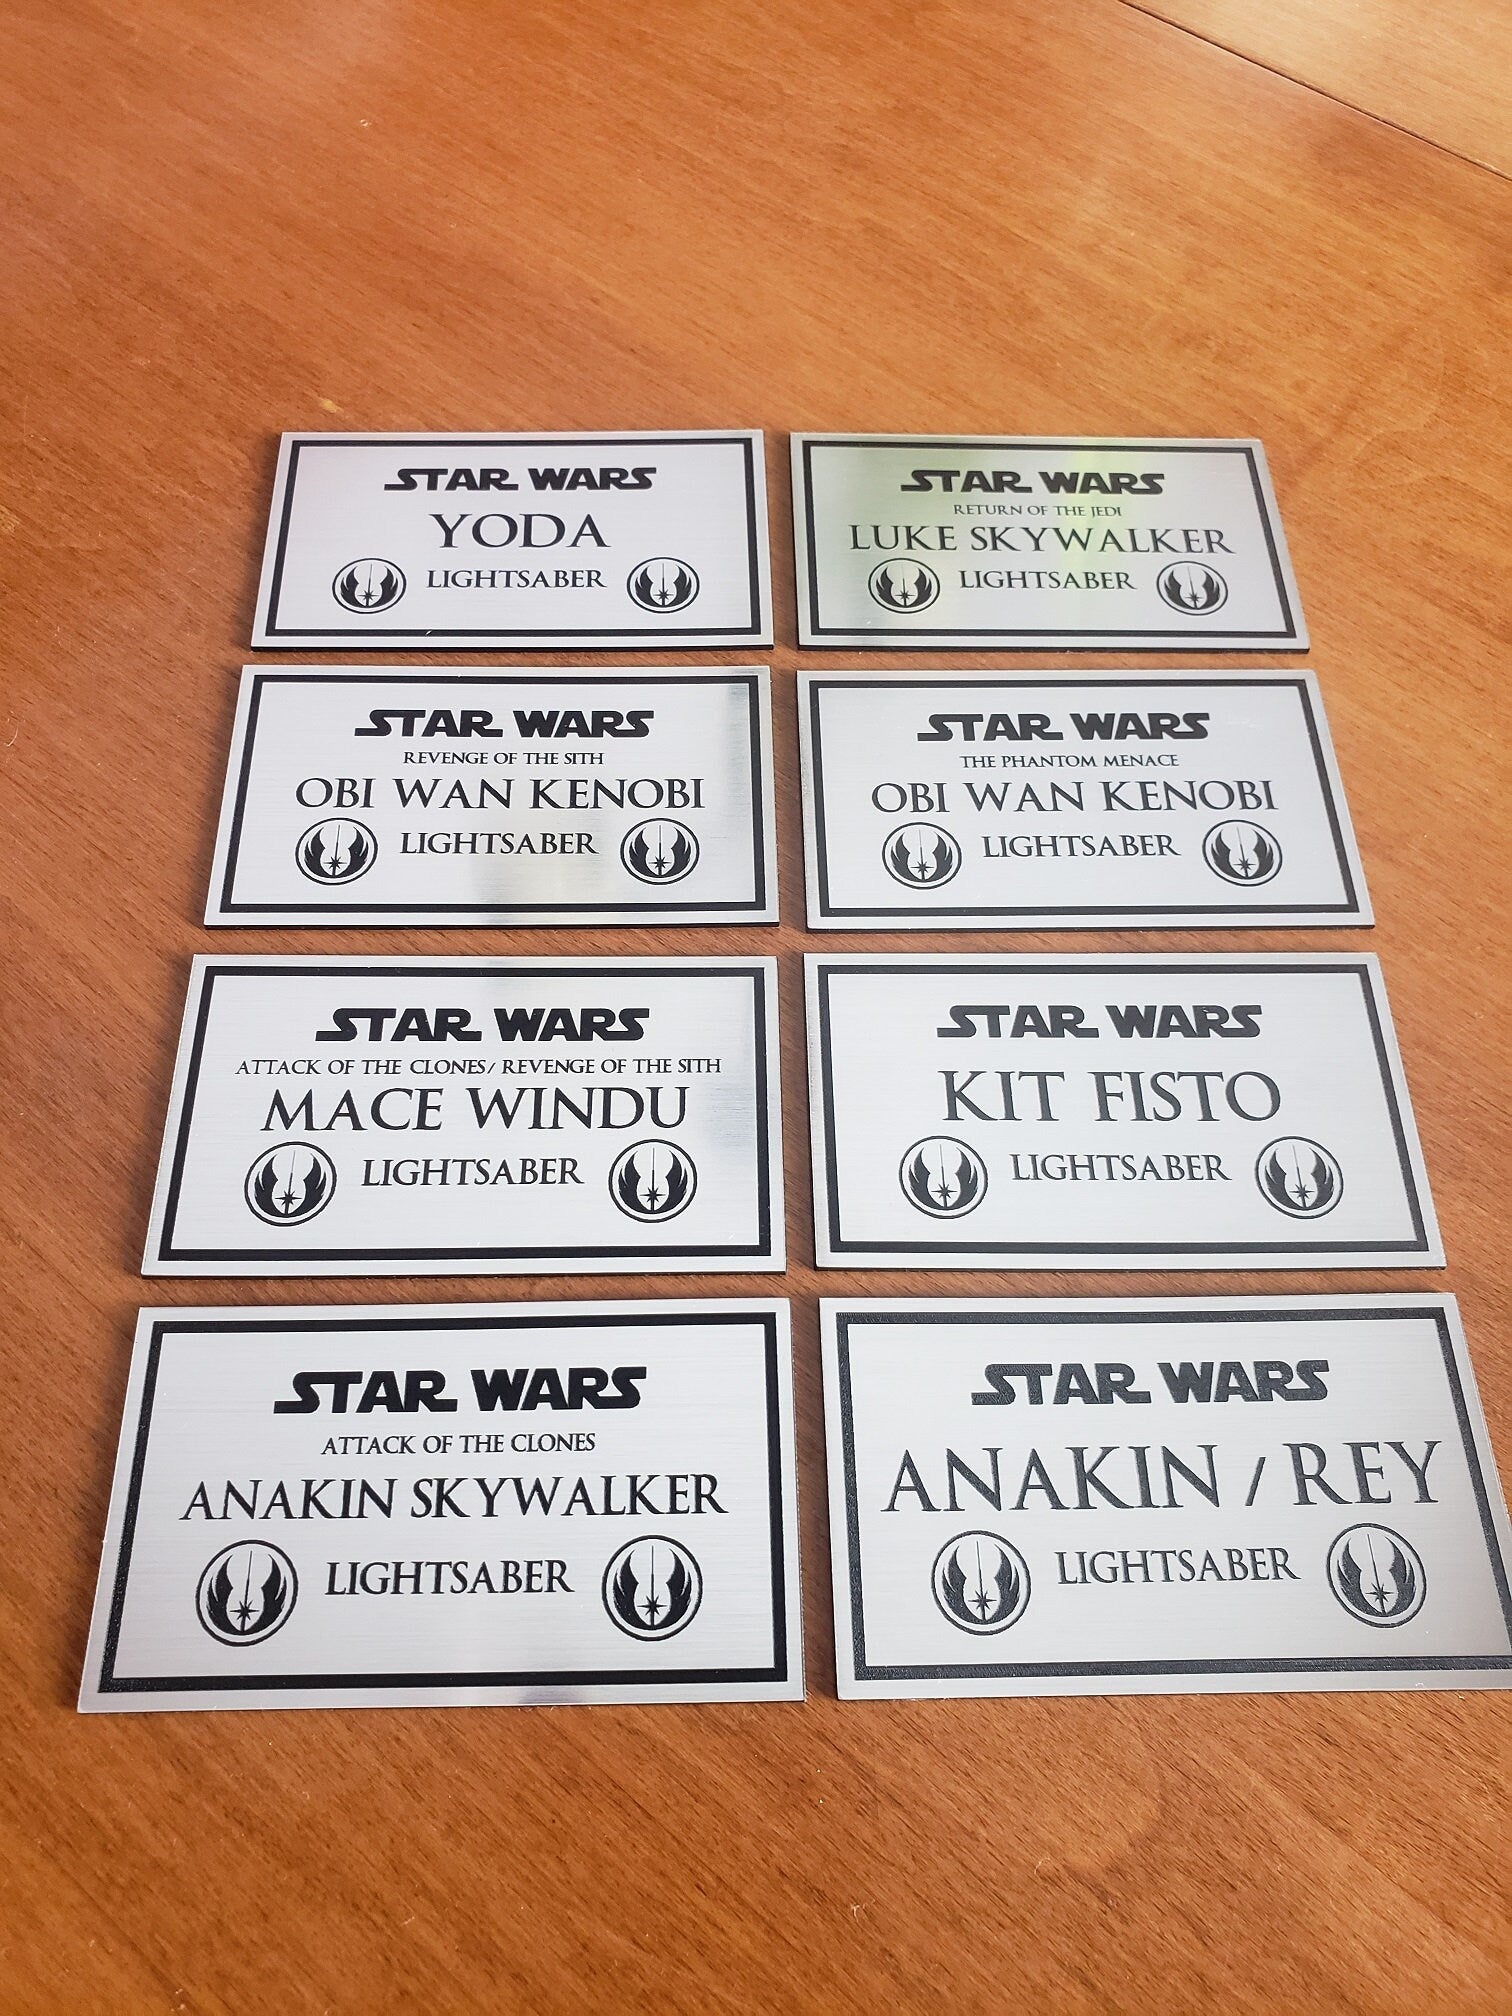 STAR WARS
YODA
LIGHTSABER
STAR WARS
RETURN OF THE JEDI
LUKE SKYWALKER
LIGHTSABER
STAR WARS
REVENGE OF THE SITH
OBI WAN KENOBI
LIGHTSABER
STAR WARS
THE PHANTOM MENACE
OBI WAN KENOBI
LIGHTSABER
STAR WARS
ATTACK OF THE CLONES/ REVENGE OF THE SITH
MACE WINDU
LIGHTSABER
STAR WARS
KIT FISTO
LIGHTSABER
STAR WARS
ATTACK OF THE CLONES
ANAKIN SKYWALKER
LIGHTSABER
STAR WARS
ANAKIN / REY
LIGHTSABER